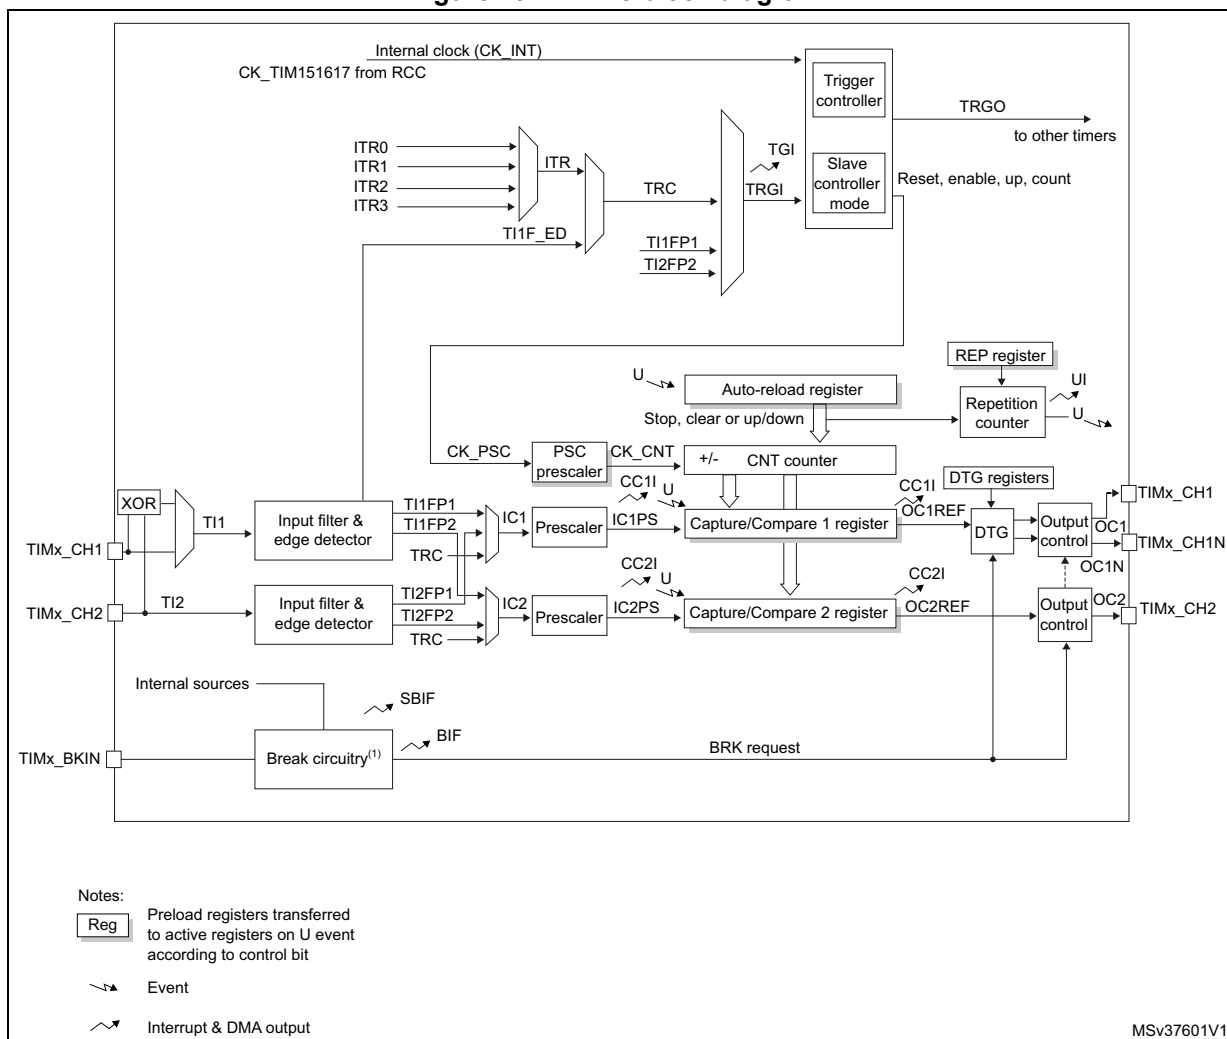 Internal clock (CK_INT)
CK_TIM151617 from RCC
Trigger
controller
TRGO
to other timers
ITR0
ITR1
ITR2
ITR3
ITR
TGI
TRC
TRGI
Slave
controller
mode
Reset, enable, up, count
TI1F_ED
TI1FP1
TI2FP2
REP register
U
Auto-reload register
UI
Repetition
counter
U
Stop, clear or up/down
CK_PSC
PSC
prescaler
CK_CNT
+/-
CNT counter
DTG registers
XOR
TI1
Input filter &
edge detector
TI1FP1
TI1FP2
TRC
IC1
Prescaler
IC1PS
CC1I
U
Capture/Compare 1 register
CC1I
OC1REF
DTG
Output
control
OC1
TIMx_CH1
TIMx_CH1N
OC1N
TIMx_CH1
TIMx_CH2
TI2
Input filter &
edge detector
TI2FP1
TI2FP2
TRC
IC2
Prescaler
IC2PS
CC2I
U
Capture/Compare 2 register
CC2I
OC2REF
Output
control
OC2
TIMx_CH2
Internal sources
SBIF
TIMx_BKIN
Break circuitry(1)
BIF
BRK request
Notes:
Reg
Preload registers transferred
to active registers on U event
according to control bit
Event
Interrupt & DMA output
MSv37601V1